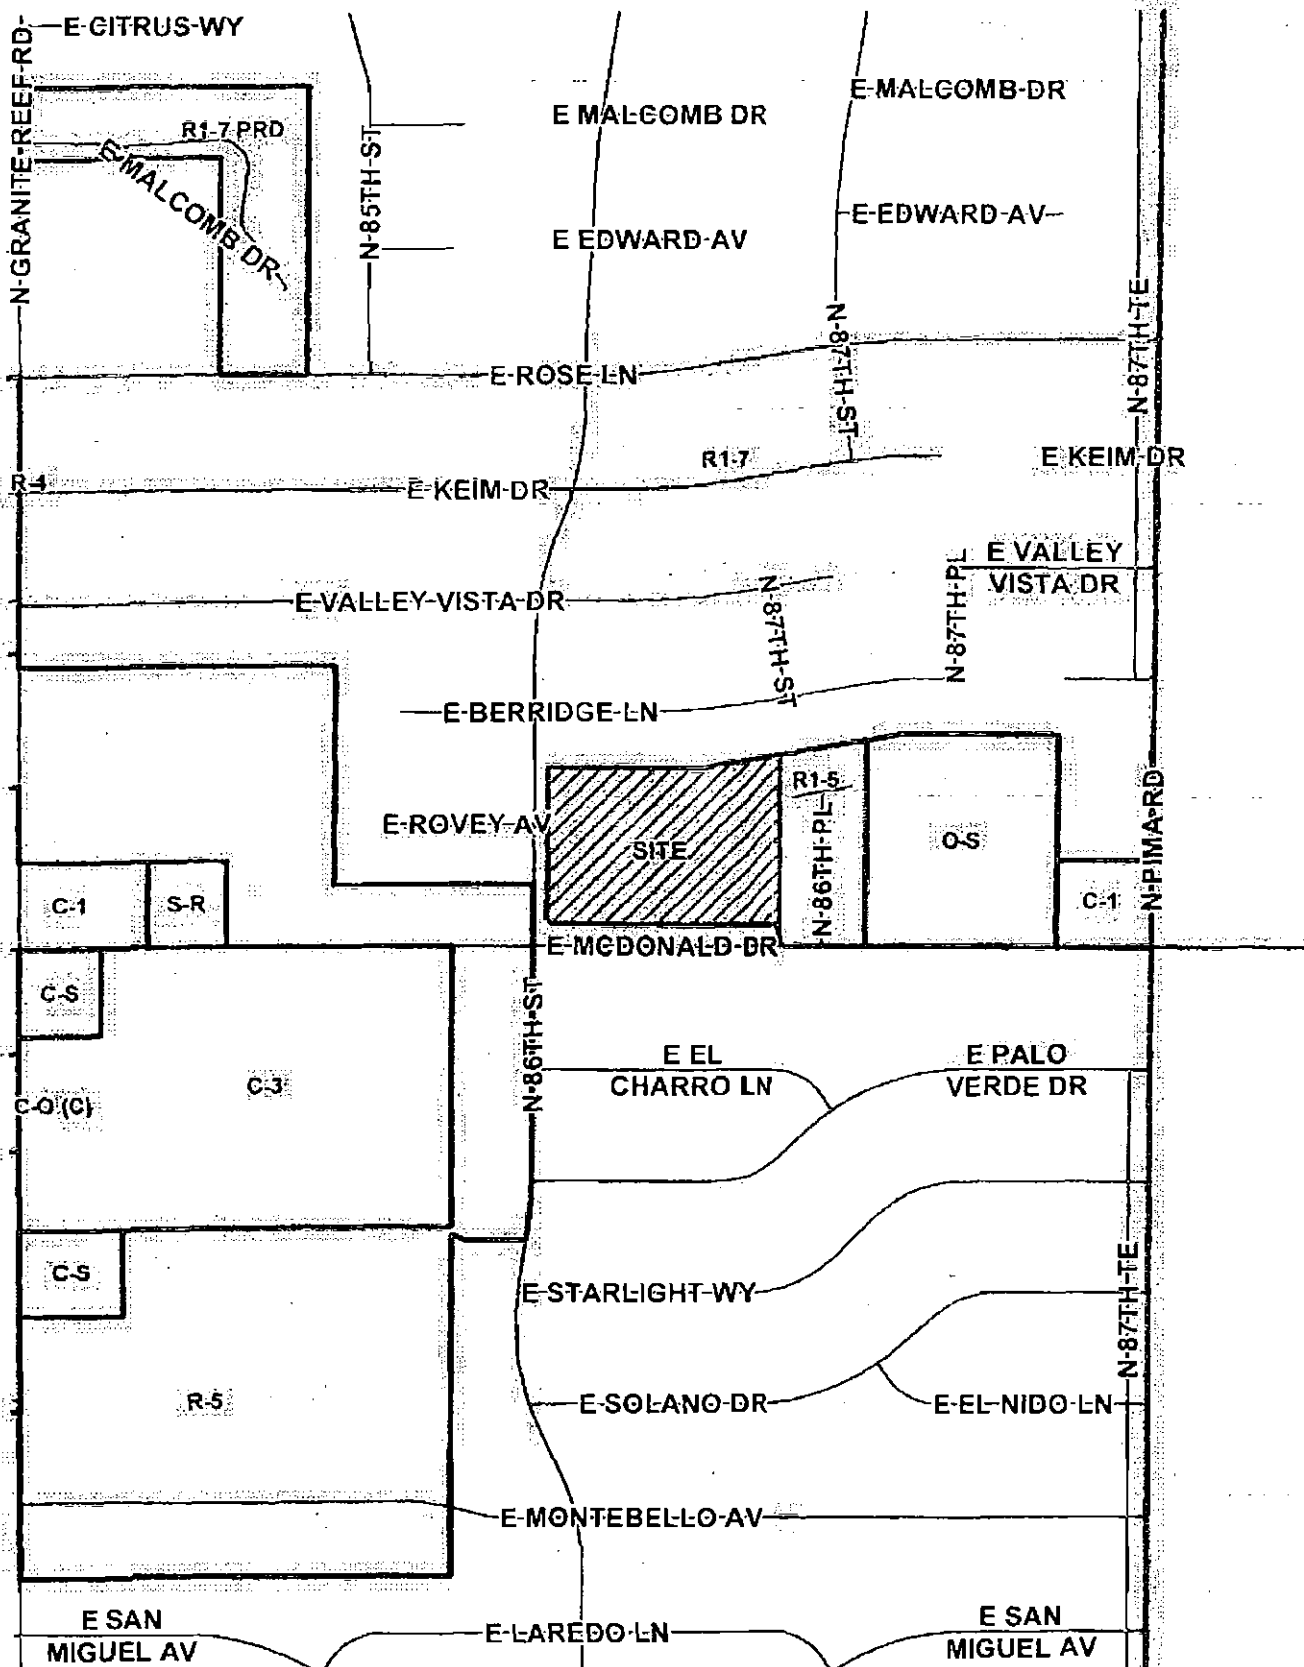 E CITRUS WY
N GRANITE REEF RD
E MALCOMB DR
E MALCOMB DR
R1-7 PRD
E MALCOMB DR
N 85TH ST
E EDWARD AV
E EDWARD AV
N 87TH TE
N 87TH ST
E ROSE LN
R1-7
E KEIM DR
R-4
E KEIM DR
E VALLEY
VISTA DR
N 87TH PL
E VALLEY VISTA DR
N 87TH ST
E BERRIDGE LN
R1-5
E ROVEY AV
SITE
N 86TH PL
O-S
N PIMA RD
C-1
S-R
C-1
E MCDONALD DR
C-S
N 86TH ST
E EL
CHARRO LN
E PALO
VERDE DR
C-3
C-O (C)
C-S
E STARLIGHT WY
N 87TH TE
R-5
E SOLANO DR
E EL NIDO LN
E MONTEBELLO AV
E SAN
MIGUEL AV
E LAREDO LN
E SAN
MIGUEL AV